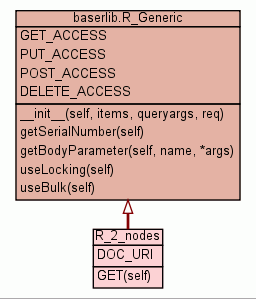 baserlib.R_Generic
GET_ACCESS
PUT_ACCESS
POST_ACCESS
DELETE_ACCESS
__init__(self, items, queryargs, req)
getSerialNumber(self)
getBodyParameter(self, name, *args)
useLocking(self)
useBulk(self)
R_2_nodes
DOC_URI
GET(self)